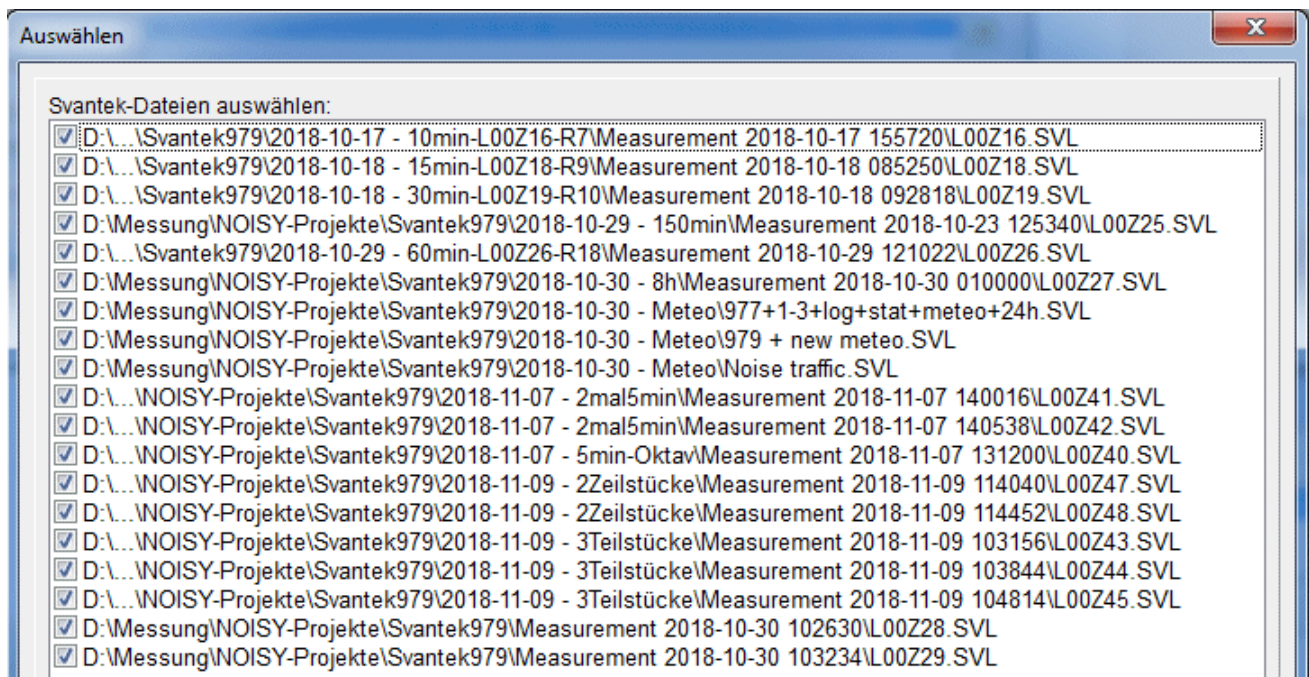 Auswählen
Svantek-Dateien auswählen:
D:\...\Svantek979\2018-10-17 - 10min-L00Z16-R7\Measurement 2018-10-17 155720\L00Z16.SVL
D:\...\Svantek979\2018-10-18 - 15min-L00Z18-R9\Measurement 2018-10-18 085250\L00Z18.SVL
D:\...\Svantek979\2018-10-18 - 30min-L00Z19-R10\Measurement 2018-10-18 092818\L00Z19.SVL
D:\Messung\NOISY-Projekte\Svantek979\2018-10-29 - 150min\Measurement 2018-10-23 125340\L00Z25.SVL
D:\...\Svantek979\2018-10-29 - 60min-L00Z26-R18\Measurement 2018-10-29 121022\L00Z26.SVL
D:\Messung\NOISY-Projekte\Svantek979\2018-10-30 - 8h\Measurement 2018-10-30 010000\L00Z27.SVL
D:\Messung\NOISY-Projekte\Svantek979\2018-10-30 - Meteo\977+1-3+log+stat+meteo+24h.SVL
D:\Messung\NOISY-Projekte\Svantek979\2018-10-30 - Meteo\979 + new meteo.SVL
D:\Messung\NOISY-Projekte\Svantek979\2018-10-30 - Meteo\Noise traffic.SVL
D:\...\NOISY-Projekte\Svantek979\2018-11-07 - 2mal5min\Measurement 2018-11-07 140016\L00Z41.SVL
D:\...\NOISY-Projekte\Svantek979\2018-11-07 - 2mal5min\Measurement 2018-11-07 140538\L00Z42.SVL
D:\...\NOISY-Projekte\Svantek979\2018-11-07 - 5min-Oktav\Measurement 2018-11-07 131200\L00Z40.SVL
D:\...\NOISY-Projekte\Svantek979\2018-11-09 - 2Zeilstücke\Measurement 2018-11-09 114040\L00Z47.SVL
D:\...\NOISY-Projekte\Svantek979\2018-11-09 - 2Zeilstücke\Measurement 2018-11-09 114452\L00Z48.SVL
D:\...\NOISY-Projekte\Svantek979\2018-11-09 - 3Teilstücke\Measurement 2018-11-09 103156\L00Z43.SVL
D:\...\NOISY-Projekte\Svantek979\2018-11-09 - 3Teilstücke\Measurement 2018-11-09 103844\L00Z44.SVL
D:\...\NOISY-Projekte\Svantek979\2018-11-09 - 3Teilstücke\Measurement 2018-11-09 104814\L00Z45.SVL
D:\Messung\NOISY-Projekte\Svantek979\Measurement 2018-10-30 102630\L00Z28.SVL
D:\Messung\NOISY-Projekte\Svantek979\Measurement 2018-10-30 103234\L00Z29.SVL